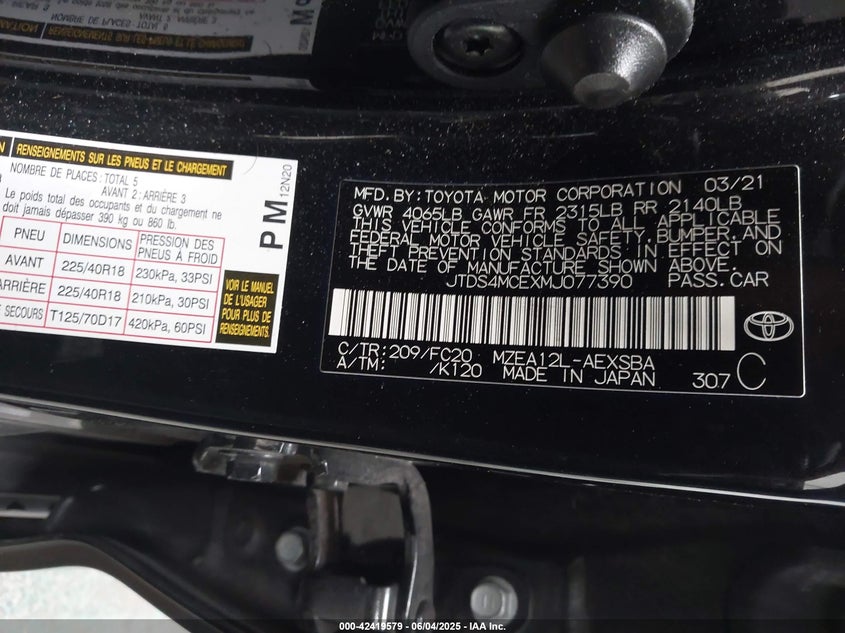 RENSEIGNEMENTS SUR LES PNEUS ET LE CHARGEMENT
NOMBRE DE PLACES : TOTAL 5
AVANT 2 : ARRIÈRE 3
Le poids total des occupants et du chargement ne
doit jamais dépasser 390 kg ou 860 lb.
PNEU DIMENSIONS PRESSION DES PNEUS À FROID
AVANT 225/40R18 230kPa, 33PSI
ARRIÈRE 225/40R18 210kPa, 30PSI
SECOURS T125/70D17 420kPa, 60PSI
VOIR LE MANUEL
DE L'USAGER
POUR PLUS DE
RENSEIGNEMENTS
PM
12N20
MFD. BY: TOYOTA MOTOR CORPORATION 03/21
GVWR 4065LB GAWR FR 2315LB RR 2140LB
THIS VEHICLE CONFORMS TO ALL APPLICABLE
FEDERAL MOTOR VEHICLE SAFETY, BUMPER, AND
THEFT PREVENTION STANDARDS IN EFFECT ON
THE DATE OF MANUFACTURE SHOWN ABOVE.
JTDS4MCEXMJ077390 PASS. CAR
C/TR: 209/FC20 MZEA12L-AEXSBA
A/TM: /K120 MADE IN JAPAN 307 C
000-42419579 - 06/04/2025 - IAA Inc.